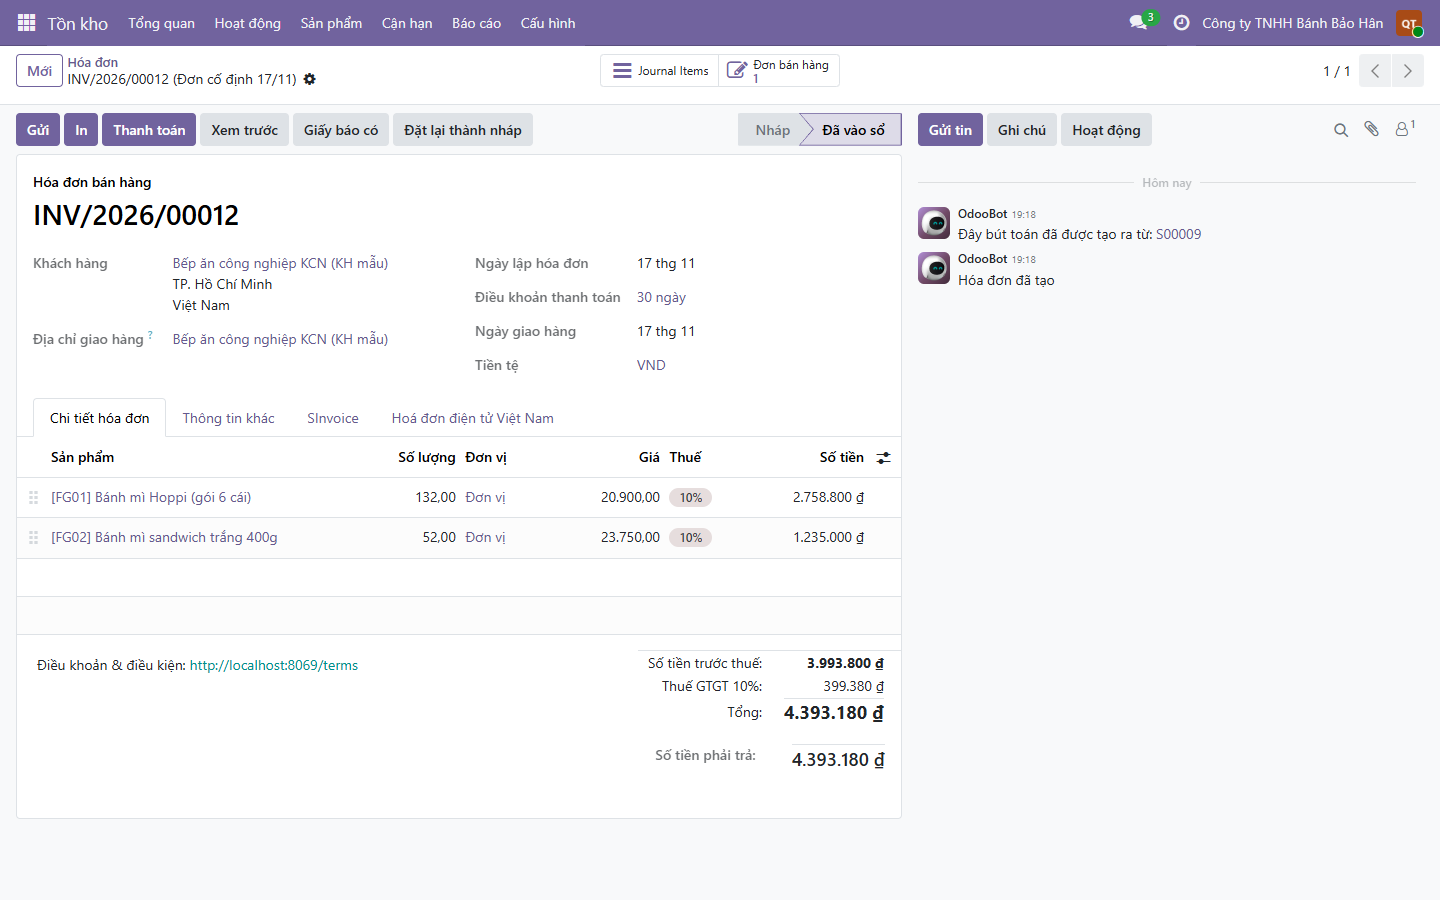 Tồn kho Tổng quan Hoạt động Sản phẩm Cận hạn Báo cáo Cấu hình 3 Công ty TNHH Bánh Bảo Hân QT
Mới
Hóa đơn
INV/2026/00012 (Đơn cố định 17/11)
Journal Items
Đơn bán hàng
1
1 / 1
Gửi In Thanh toán Xem trước Giấy báo có Đặt lại thành nháp Nháp Đã vào sổ
Gửi tin Ghi chú Hoạt động 1
Hóa đơn bán hàng
INV/2026/00012
Khách hàng Bếp ăn công nghiệp KCN (KH mẫu)
TP. Hồ Chí Minh
Việt Nam
Địa chỉ giao hàng ? Bếp ăn công nghiệp KCN (KH mẫu)
Ngày lập hóa đơn 17 thg 11
Điều khoản thanh toán 30 ngày
Ngày giao hàng 17 thg 11
Tiền tệ VND
Chi tiết hóa đơn Thông tin khác SInvoice Hoá đơn điện tử Việt Nam
Sản phẩm Số lượng Đơn vị Giá Thuế Số tiền
[FG01] Bánh mì Hoppi (gói 6 cái) 132,00 Đơn vị 20.900,00 10% 2.758.800 ₫
[FG02] Bánh mì sandwich trắng 400g 52,00 Đơn vị 23.750,00 10% 1.235.000 ₫
Điều khoản & điều kiện: http://localhost:8069/terms
Số tiền trước thuế: 3.993.800 ₫
Thuế GTGT 10%: 399.380 ₫
Tổng: 4.393.180 ₫
Số tiền phải trả: 4.393.180 ₫
Hôm nay
OdooBot 19:18
Đây bút toán đã được tạo ra từ: S00009
OdooBot 19:18
Hóa đơn đã tạo